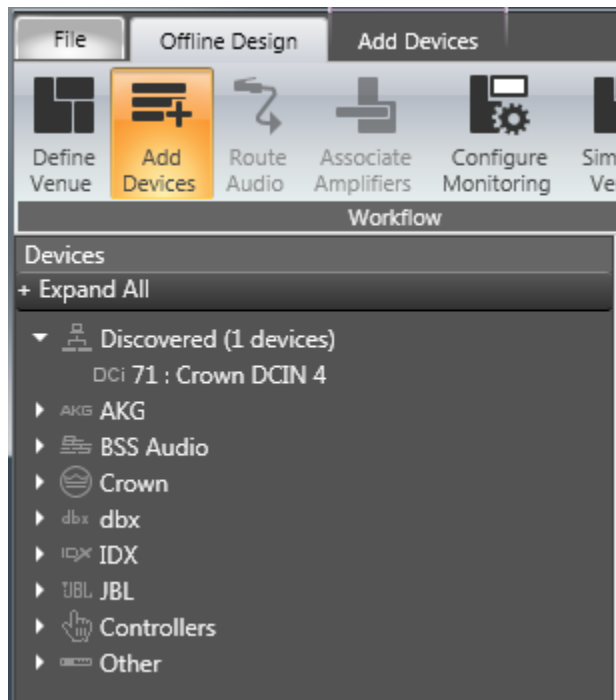 File Offline Design Add Devices
Define Venue
Add Devices
Route Audio
Associate Amplifiers
Configure Monitoring
Workflow
Devices
+ Expand All
Discovered (1 devices)
DCi 71 : Crown DCIN 4
AKG AKG
BSS Audio
Crown
dbx dbx
IDX IDX
JBL JBL
Controllers
Other